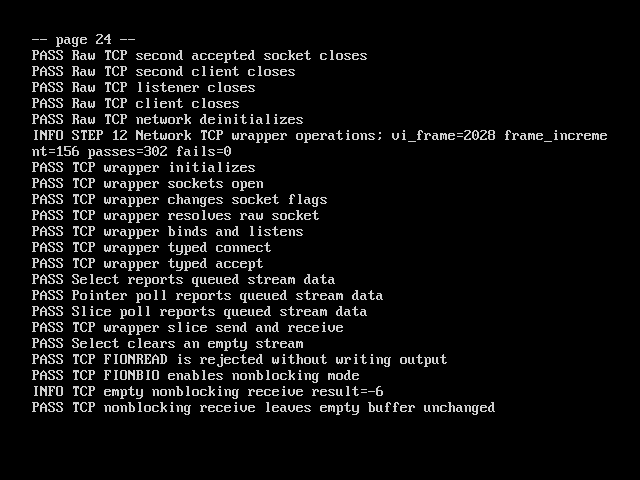 -- page 24 --
PASS Raw TCP second accepted socket closes
PASS Raw TCP second client closes
PASS Raw TCP listener closes
PASS Raw TCP client closes
PASS Raw TCP network deinitializes
INFO STEP 12 Network TCP wrapper operations; vi_frame=2028 frame_increme
nt=156 passes=302 fails=0
PASS TCP wrapper initializes
PASS TCP wrapper sockets open
PASS TCP wrapper changes socket flags
PASS TCP wrapper resolves raw socket
PASS TCP wrapper binds and listens
PASS TCP wrapper typed connect
PASS TCP wrapper typed accept
PASS Select reports queued stream data
PASS Pointer poll reports queued stream data
PASS Slice poll reports queued stream data
PASS TCP wrapper slice send and receive
PASS Select clears an empty stream
PASS TCP FIONREAD is rejected without writing output
PASS TCP FIONBIO enables nonblocking mode
INFO TCP empty nonblocking receive result=-6
PASS TCP nonblocking receive leaves empty buffer unchanged